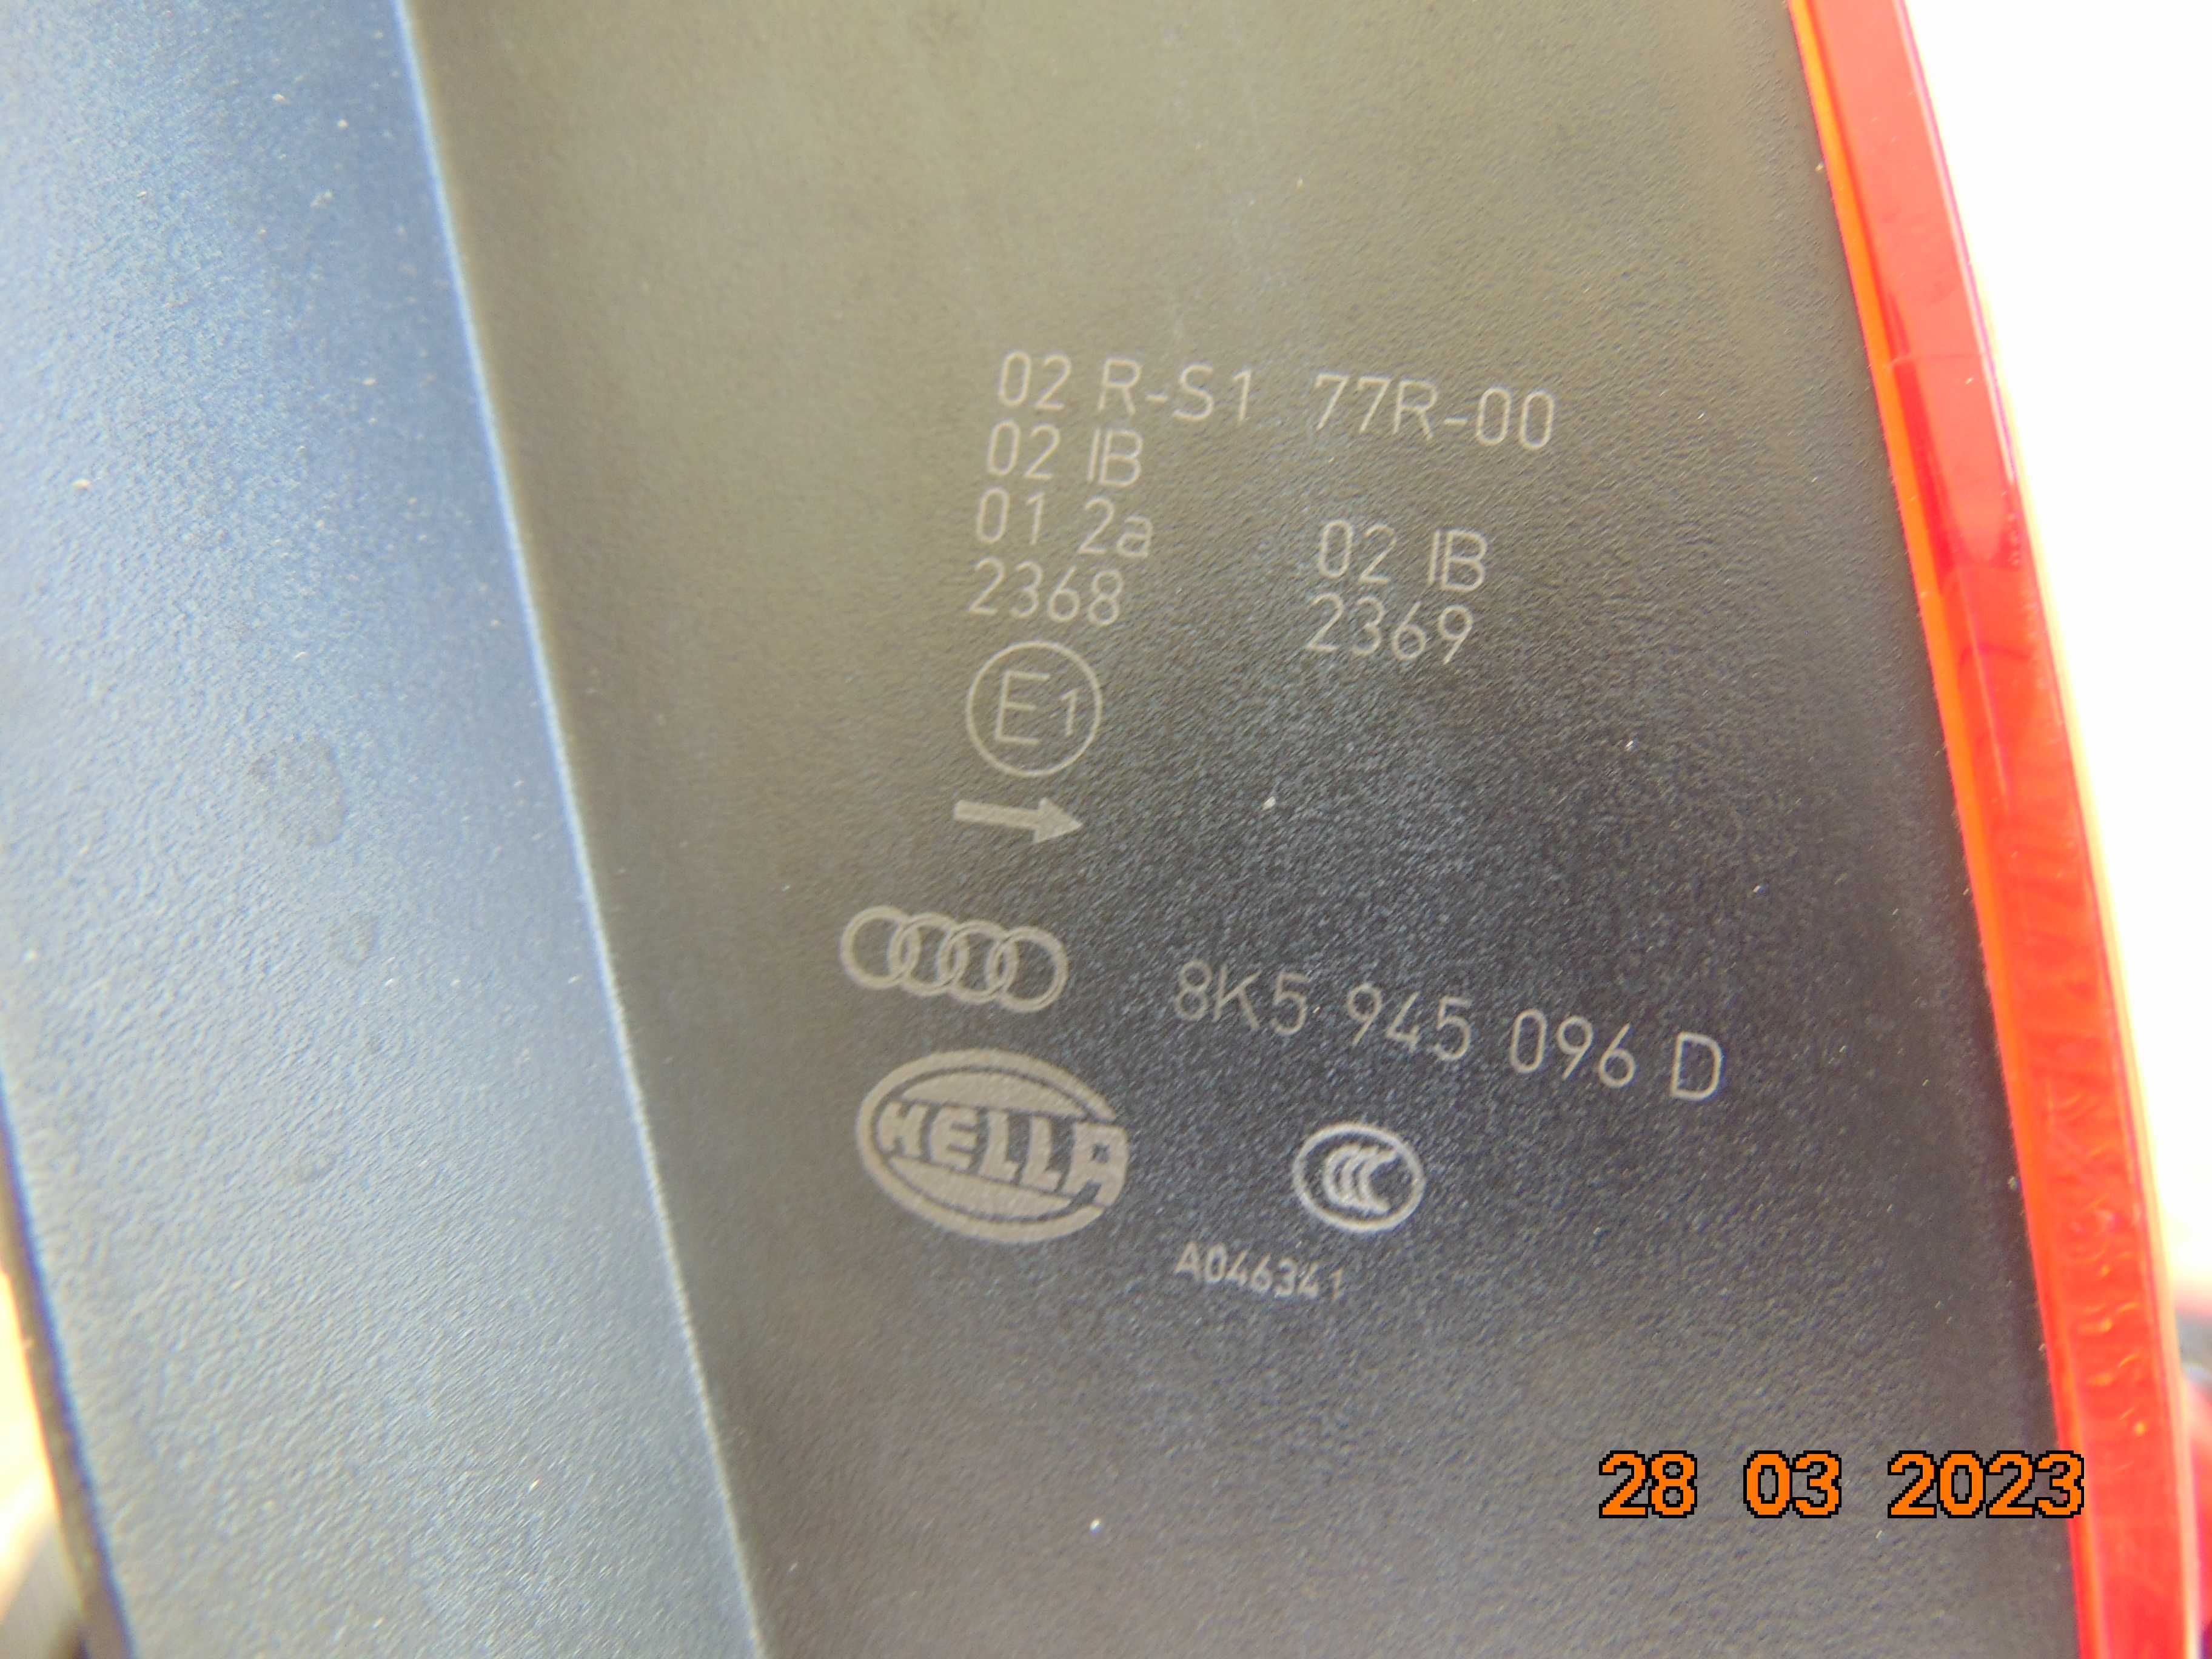 02 R-S1 77R-00
02 IB
01 2a 02 IB
2368 2369
E1
8K5 945 096 D
HELLA
CCC
A046341
28 03 2023